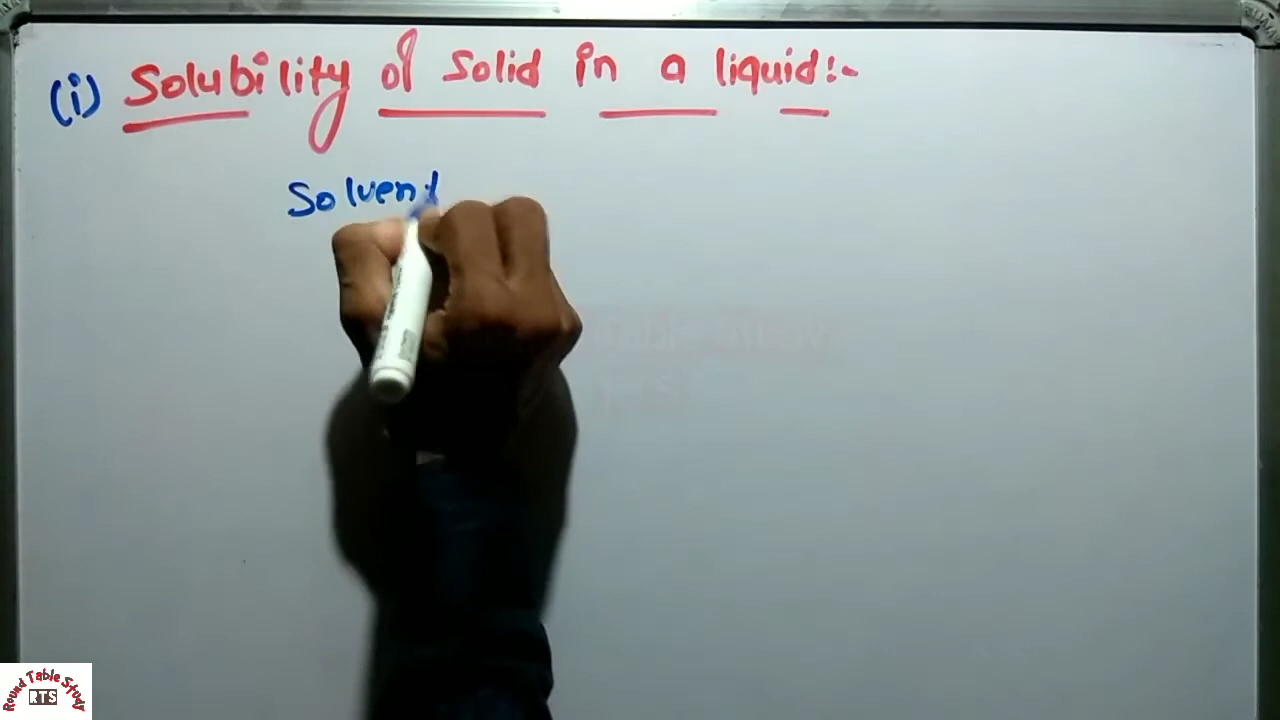 (i) Solubility of Solid in a liquid:-
Solvent
Round Table Study
RTS